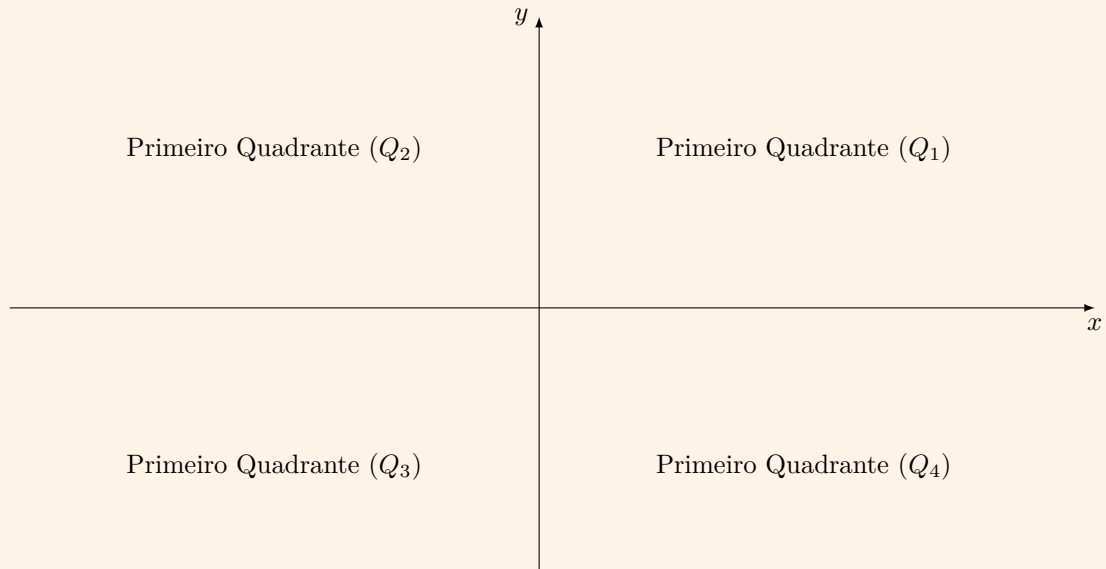 y
Primeiro Quadrante (Q₂)
Primeiro Quadrante (Q₁)
x
Primeiro Quadrante (Q₃)
Primeiro Quadrante (Q₄)